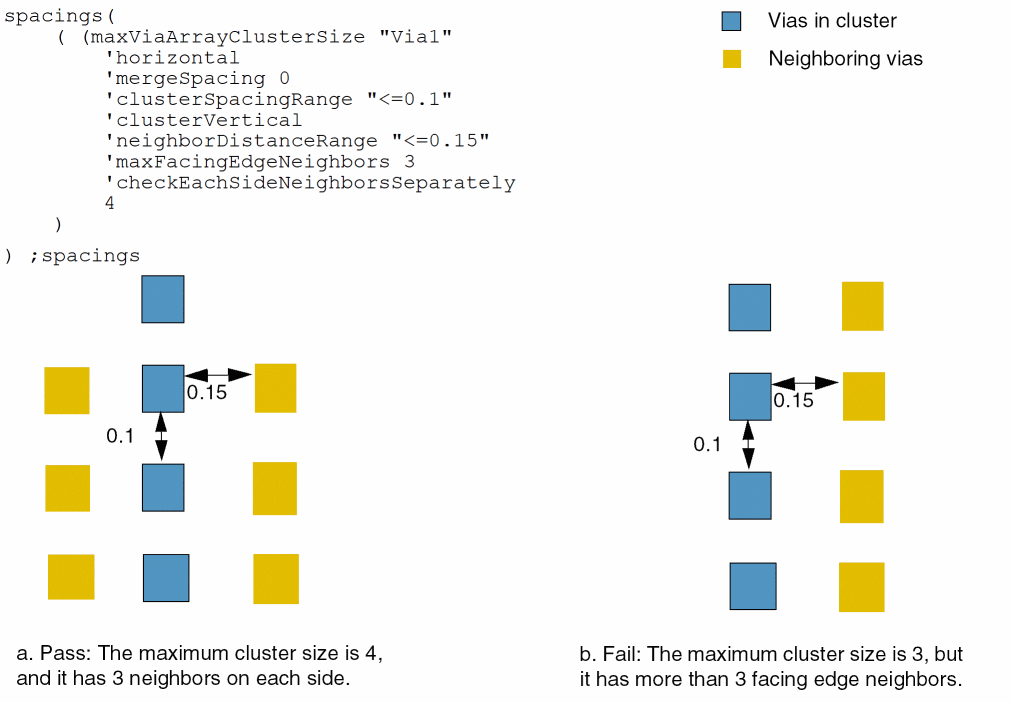 spacings(
( (maxViaArrayClusterSize "Via1"
'horizontal
'mergeSpacing 0
'clusterSpacingRange "<=0.1"
'clusterVertical
'neighborDistanceRange "<=0.15"
'maxFacingEdgeNeighbors 3
'checkEachSideNeighborsSeparately
4
)
) ;spacings
Vias in cluster
Neighboring vias
0.15
0.1
0.15
0.1
a. Pass: The maximum cluster size is 4,
and it has 3 neighbors on each side.
b. Fail: The maximum cluster size is 3, but
it has more than 3 facing edge neighbors.